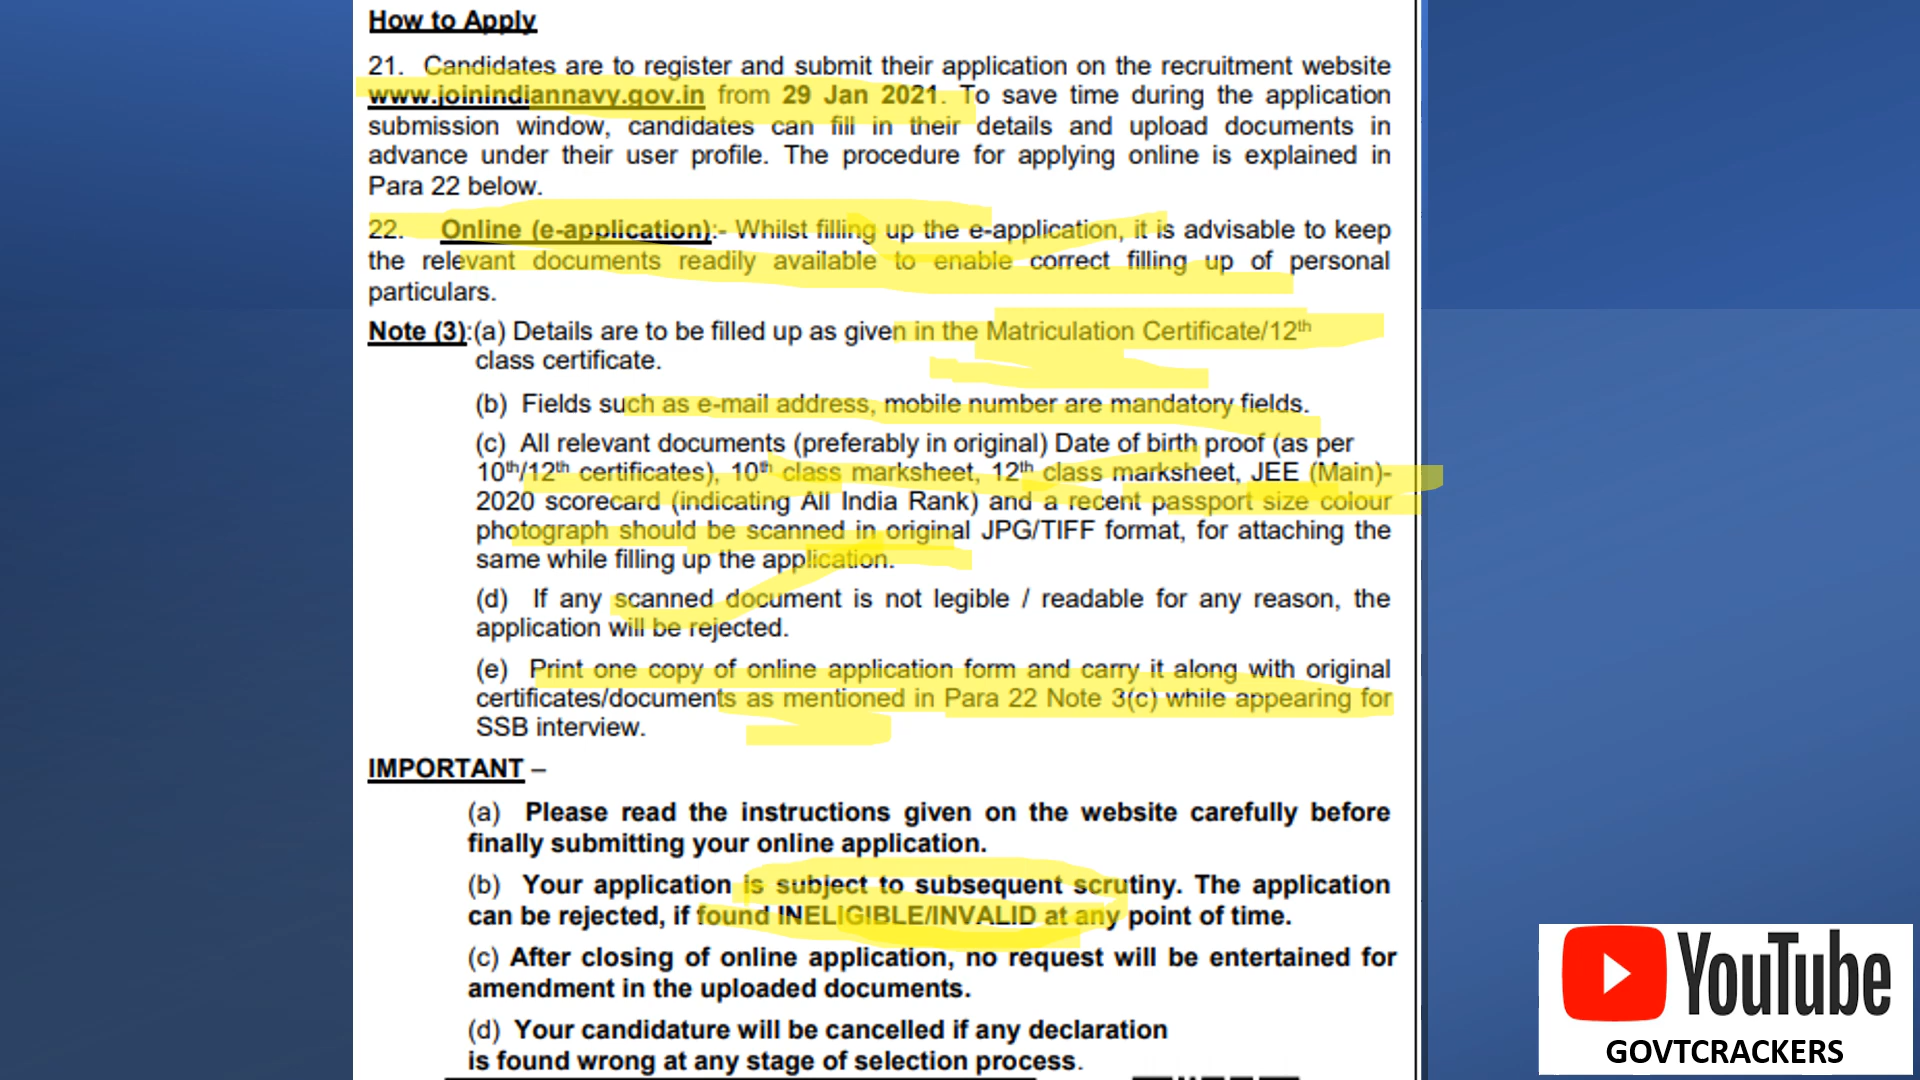 How to Apply
21. Candidates are to register and submit their application on the recruitment website
www.joinindiannavy.gov.in from 29 Jan 2021. To save time during the application
submission window, candidates can fill in their details and upload documents in
advance under their user profile. The procedure for applying online is explained in
Para 22 below.
22. Online (e-application):- Whilst filling up the e-application, it is advisable to keep
the relevant documents readily available to enable correct filling up of personal
particulars.
Note (3):(a) Details are to be filled up as given in the Matriculation Certificate/12th
class certificate.
(b) Fields such as e-mail address, mobile number are mandatory fields.
(c) All relevant documents (preferably in original) Date of birth proof (as per
10th/12th certificates), 10th class marksheet, 12th class marksheet, JEE (Main)-
2020 scorecard (indicating All India Rank) and a recent passport size colour
photograph should be scanned in original JPG/TIFF format, for attaching the
same while filling up the application.
(d) If any scanned document is not legible / readable for any reason, the
application will be rejected.
(e) Print one copy of online application form and carry it along with original
certificates/documents as mentioned in Para 22 Note 3(c) while appearing for
SSB interview.
IMPORTANT –
(a) Please read the instructions given on the website carefully before
finally submitting your online application.
(b) Your application is subject to subsequent scrutiny. The application
can be rejected, if found INELIGIBLE/INVALID at any point of time.
(c) After closing of online application, no request will be entertained for
amendment in the uploaded documents.
(d) Your candidature will be cancelled if any declaration
is found wrong at any stage of selection process.
YouTube
GOVTCRACKERS